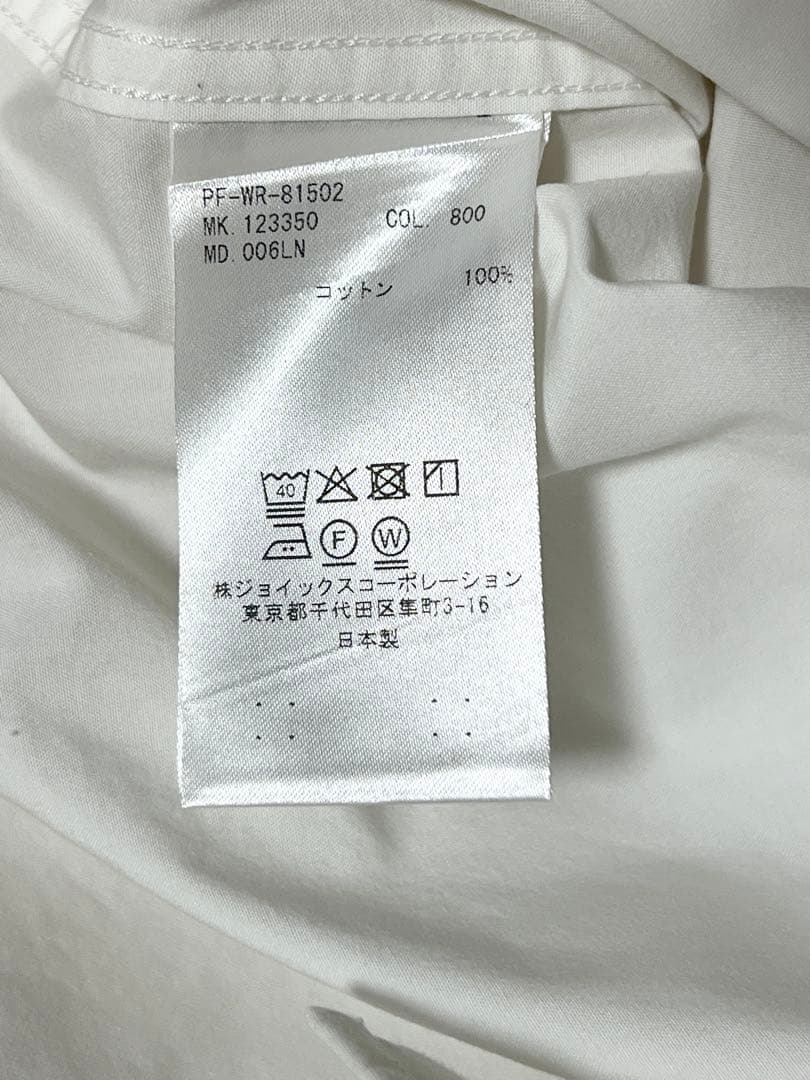 PF-WR-81502
MK. 123350 COL. 800
MD. 006LN
コットン 100%
40
F W
株ジョイックスコーポレーション
東京都千代田区隼町3-16
日本製